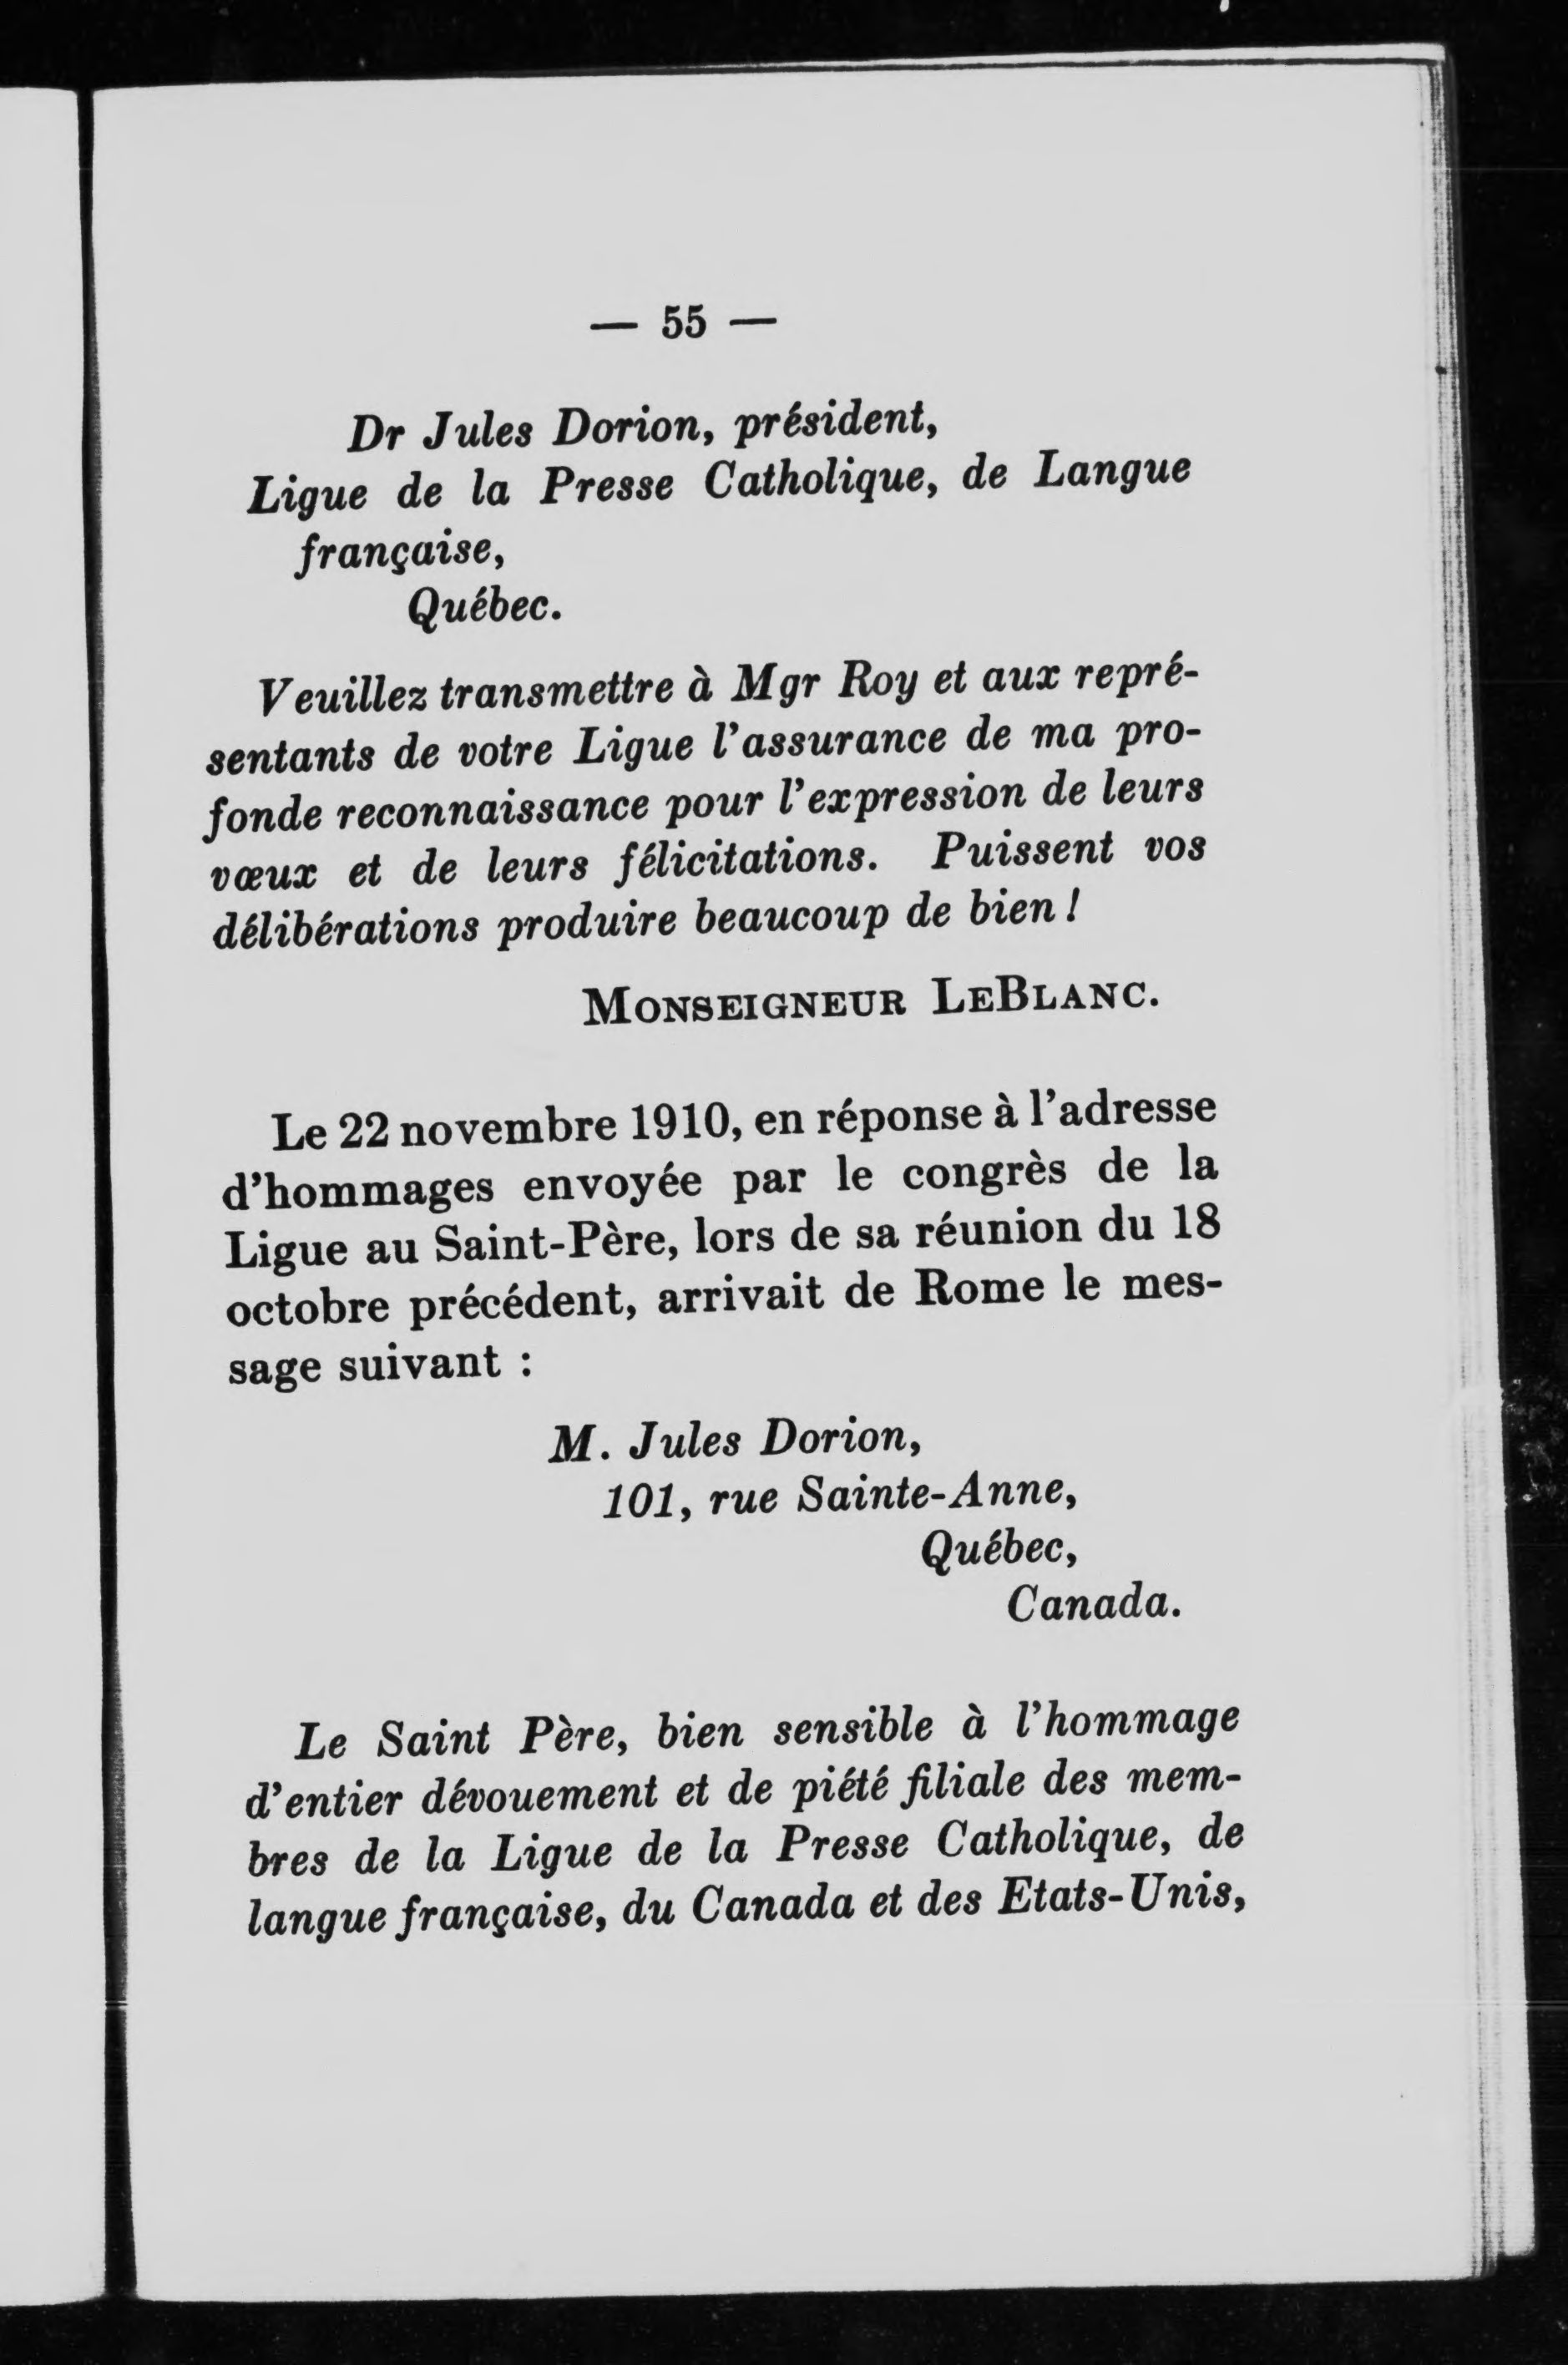 — 55 —
Dr Jules Dorion, président,
Ligue de la Presse Catholique, de Langue
française,
Québec.
Veuillez transmettre à Mgr Roy et aux repré-
sentants de votre Ligue l'assurance de ma pro-
fonde reconnaissance pour l'expression de leurs
vœux et de leurs félicitations. Puissent vos
délibérations produire beaucoup de bien !
MONSEIGNEUR LEBLANC.
Le 22 novembre 1910, en réponse à l'adresse
d'hommages envoyée par le congrès de la
Ligue au Saint-Père, lors de sa réunion du 18
octobre précédent, arrivait de Rome le mes-
sage suivant :
M. Jules Dorion,
101, rue Sainte-Anne,
Québec,
Canada.
Le Saint Père, bien sensible à l'hommage
d'entier dévouement et de piété filiale des mem-
bres de la Ligue de la Presse Catholique, de
langue française, du Canada et des Etats-Unis,